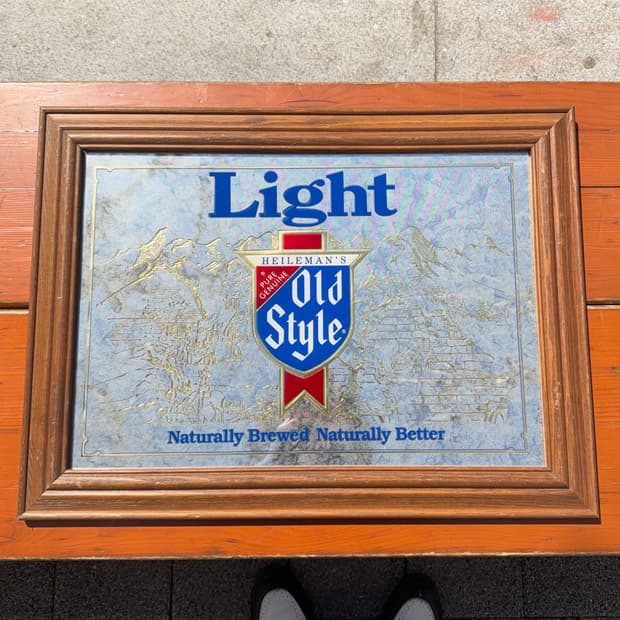 Light
HEILEMAN'S
® PURE
GENUINE
Old
Style®
Naturally Brewed Naturally Better